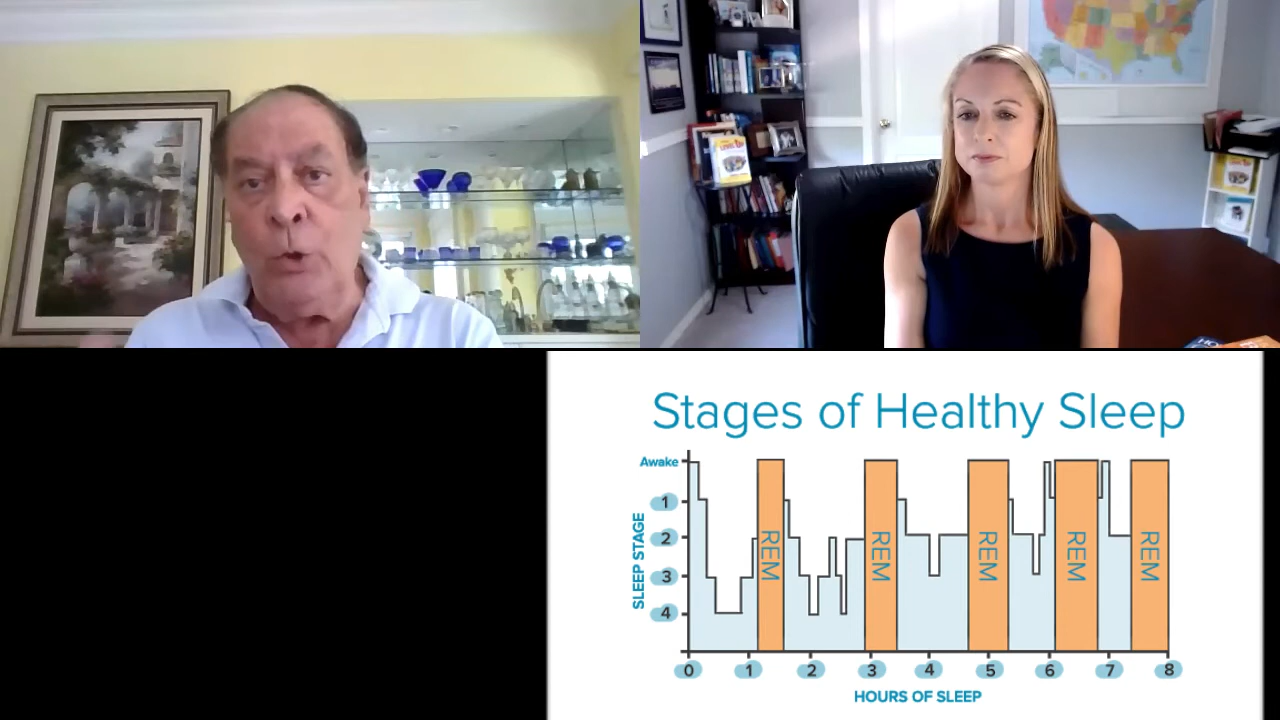 Stages of Healthy Sleep
Awake
1
2
3
4
SLEEP STAGE
REM
REM
REM
REM
REM
0 1 2 3 4 5 6 7 8
HOURS OF SLEEP